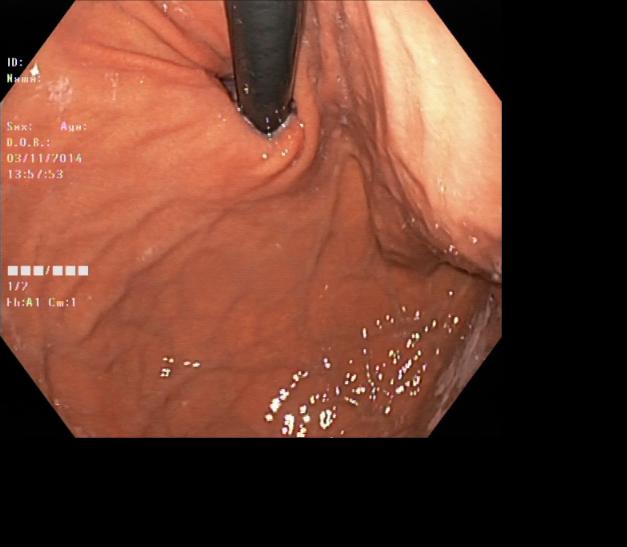 ID:
Name:
Sex: Age:
D.O.B.:
03/11/2014
13:57:53
■■■/■■■
1/2
Eh:A1 Cm:1